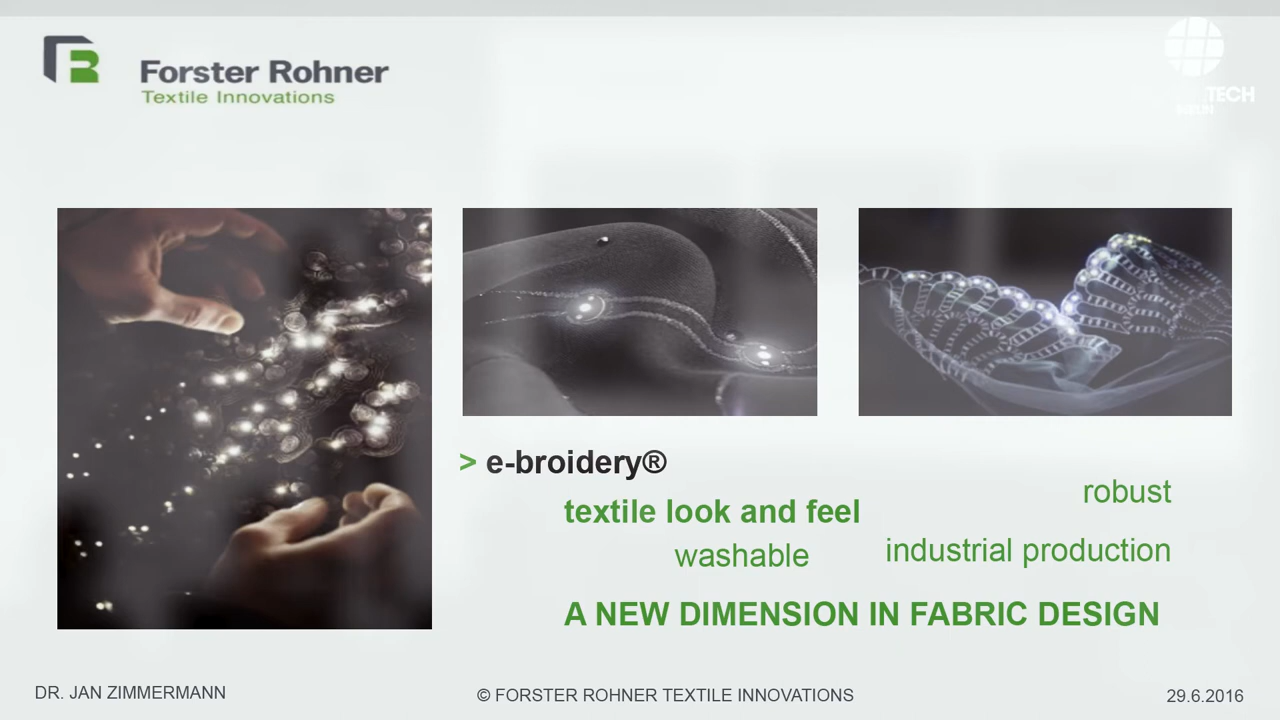 Forster Rohner
Textile Innovations
TECH
> e-broidery®
robust
textile look and feel
washable
industrial production
A NEW DIMENSION IN FABRIC DESIGN
DR. JAN ZIMMERMANN
© FORSTER ROHNER TEXTILE INNOVATIONS
29.6.2016